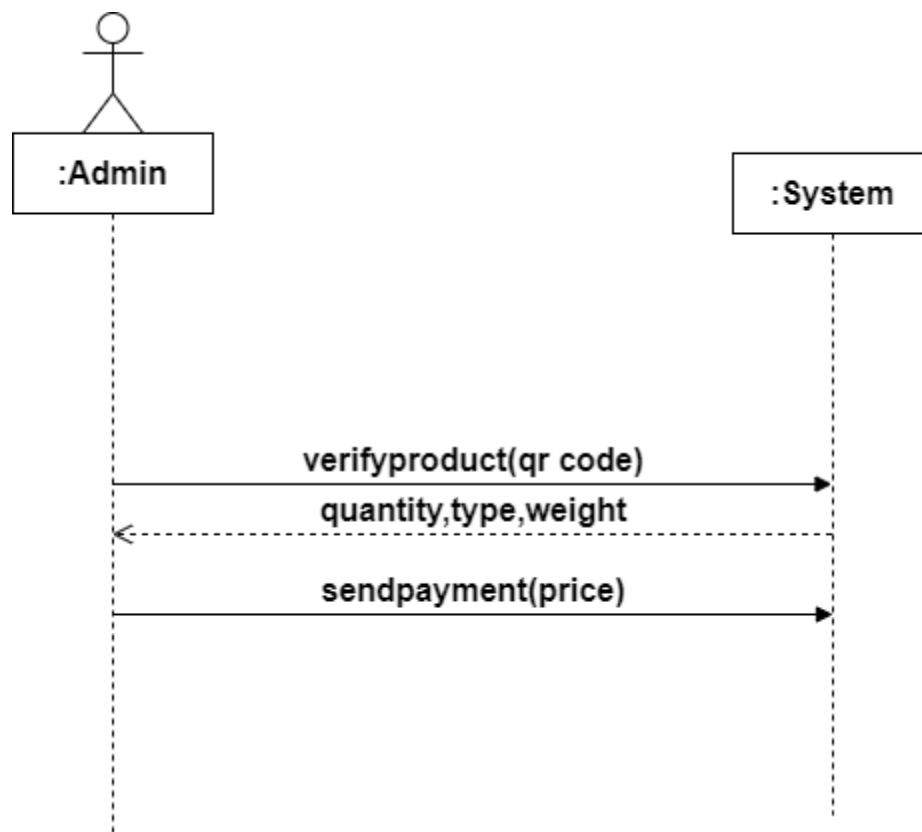 :Admin
:System
verifyproduct(qr code)
quantity,type,weight
sendpayment(price)